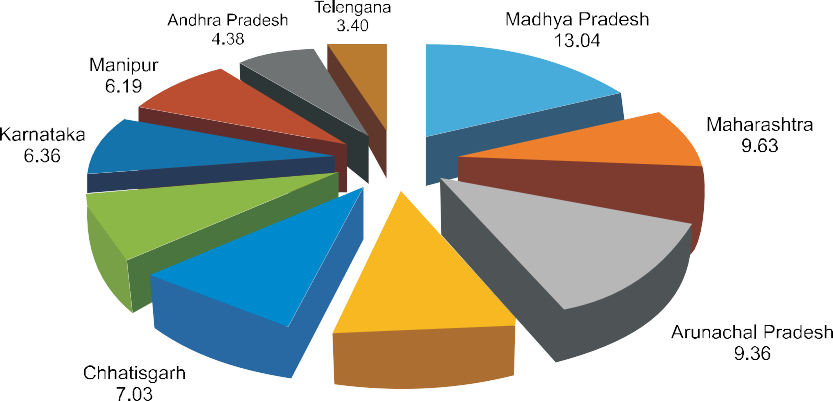 Telengana
3.40
Madhya Pradesh
13.04
Andhra Pradesh
4.38
Manipur
6.19
Maharashtra
9.63
Karnataka
6.36
Arunachal Pradesh
9.36
Chhatisgarh
7.03